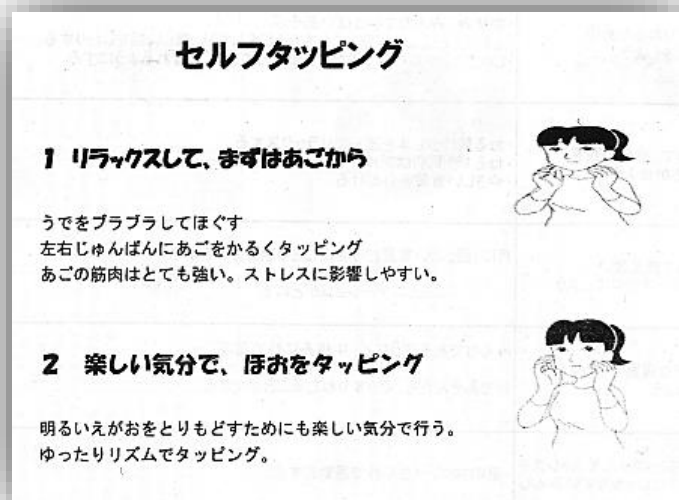 セルフタッピング
1 リラックスして、まずはあごから
うでをブラブラしてほぐす
左右じゅんばんにあごをかるくタッピング
あごの筋肉はとても強い。ストレスに影響しやすい。
2 楽しい気分で、ほおをタッピング
明るいえがおをとりもどすためにも楽しい気分で行う。
ゆったりリズムでタッピング。